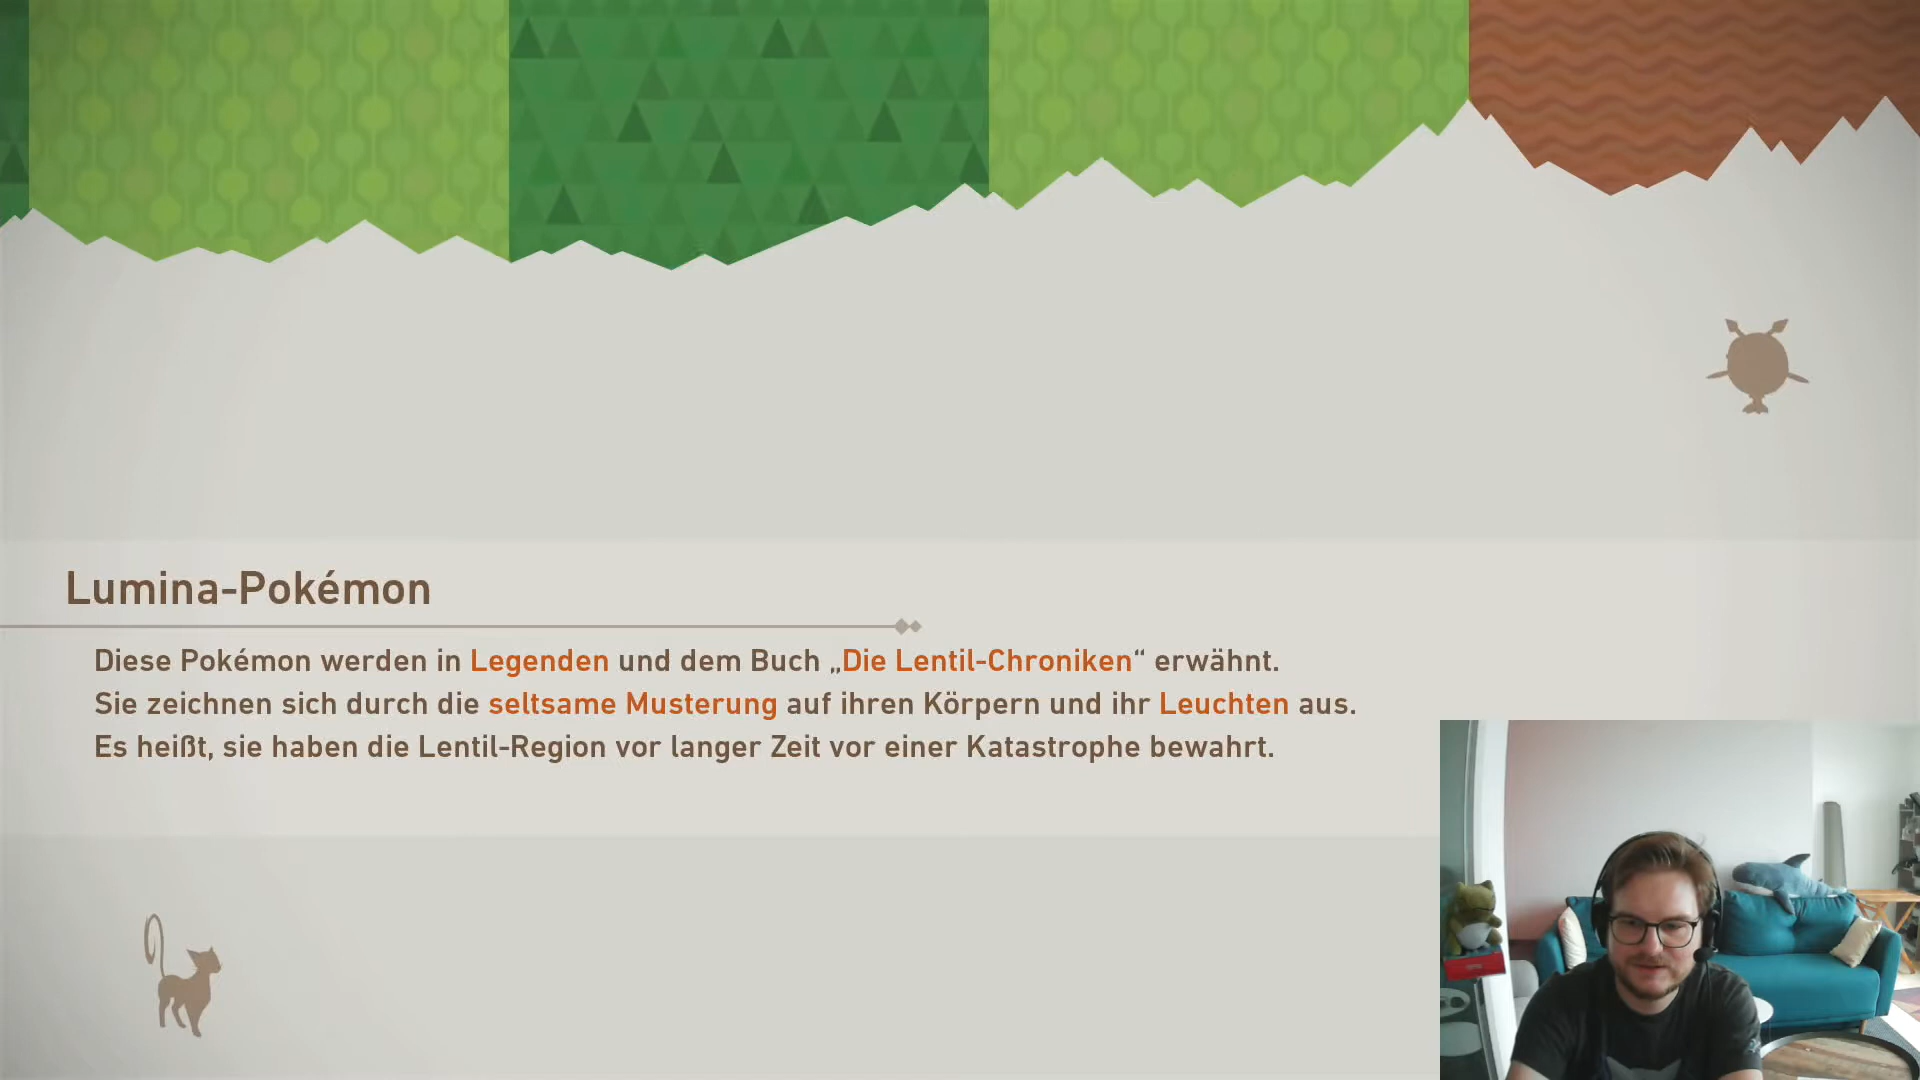 Lumina-Pokémon
Diese Pokémon werden in Legenden und dem Buch „Die Lentil-Chroniken“ erwähnt.
Sie zeichnen sich durch die seltsame Musterung auf ihren Körpern und ihr Leuchten aus.
Es heißt, sie haben die Lentil-Region vor langer Zeit vor einer Katastrophe bewahrt.